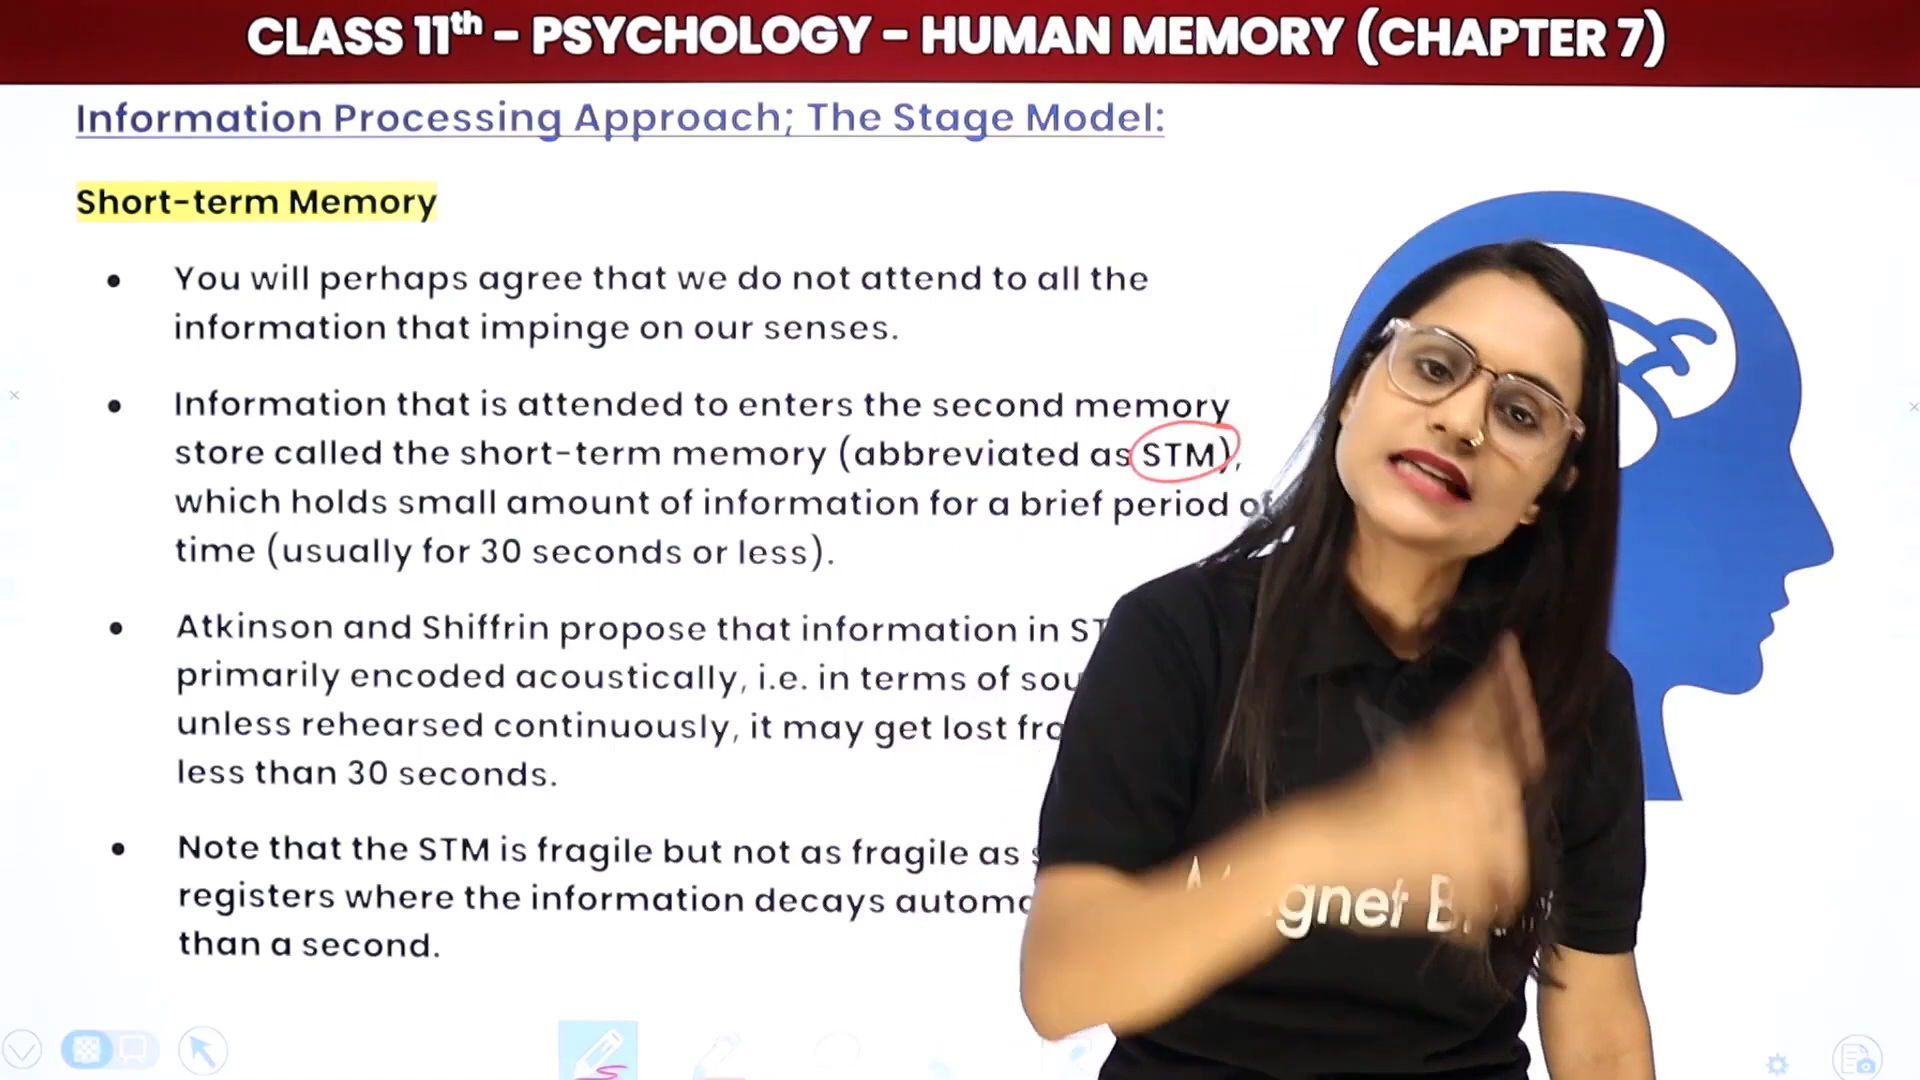 CLASS 11th - PSYCHOLOGY - HUMAN MEMORY (CHAPTER 7)
Information Processing Approach; The Stage Model:
Short-term Memory
• You will perhaps agree that we do not attend to all the
information that impinge on our senses.
• Information that is attended to enters the second memory
store called the short-term memory (abbreviated as STM),
which holds small amount of information for a brief period of
time (usually for 30 seconds or less).
• Atkinson and Shiffrin propose that information in
primarily encoded acoustically, i.e. in terms of
unless rehearsed continuously, it may get lost
less than 30 seconds.
• Note that the STM is fragile but not as fragile as
registers where the information decays
than a second.